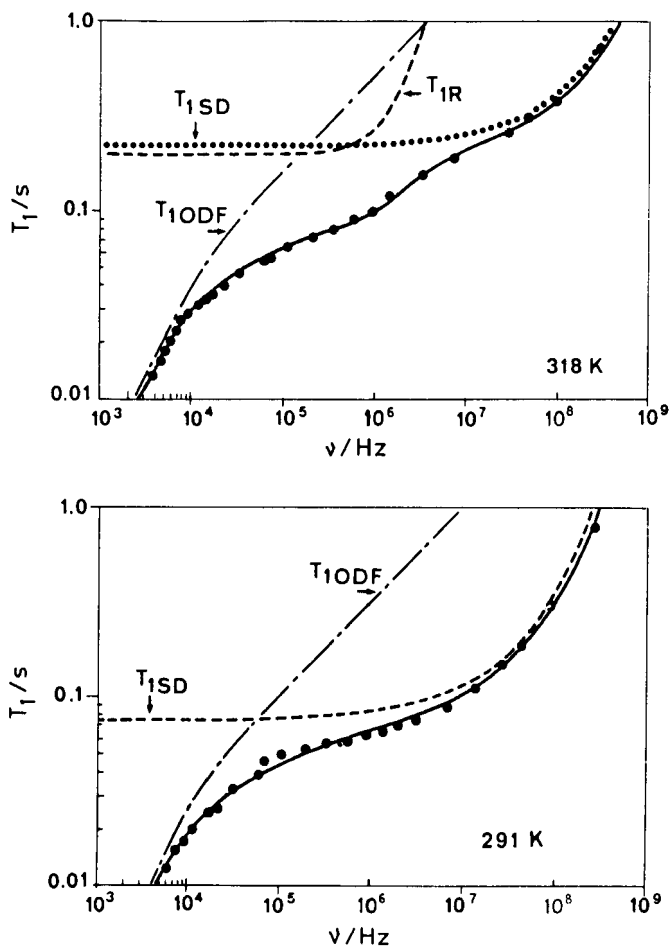 1.0
T₁SD
T₁R
T₁/s
0.1
T₁ODF
318 K
0.01
10³ 10⁴ 10⁵ 10⁶ 10⁷ 10⁸ 10⁹
ν/Hz
1.0
T₁ODF
T₁SD
T₁/s
0.1
291 K
0.01
10³ 10⁴ 10⁵ 10⁶ 10⁷ 10⁸ 10⁹
ν/Hz